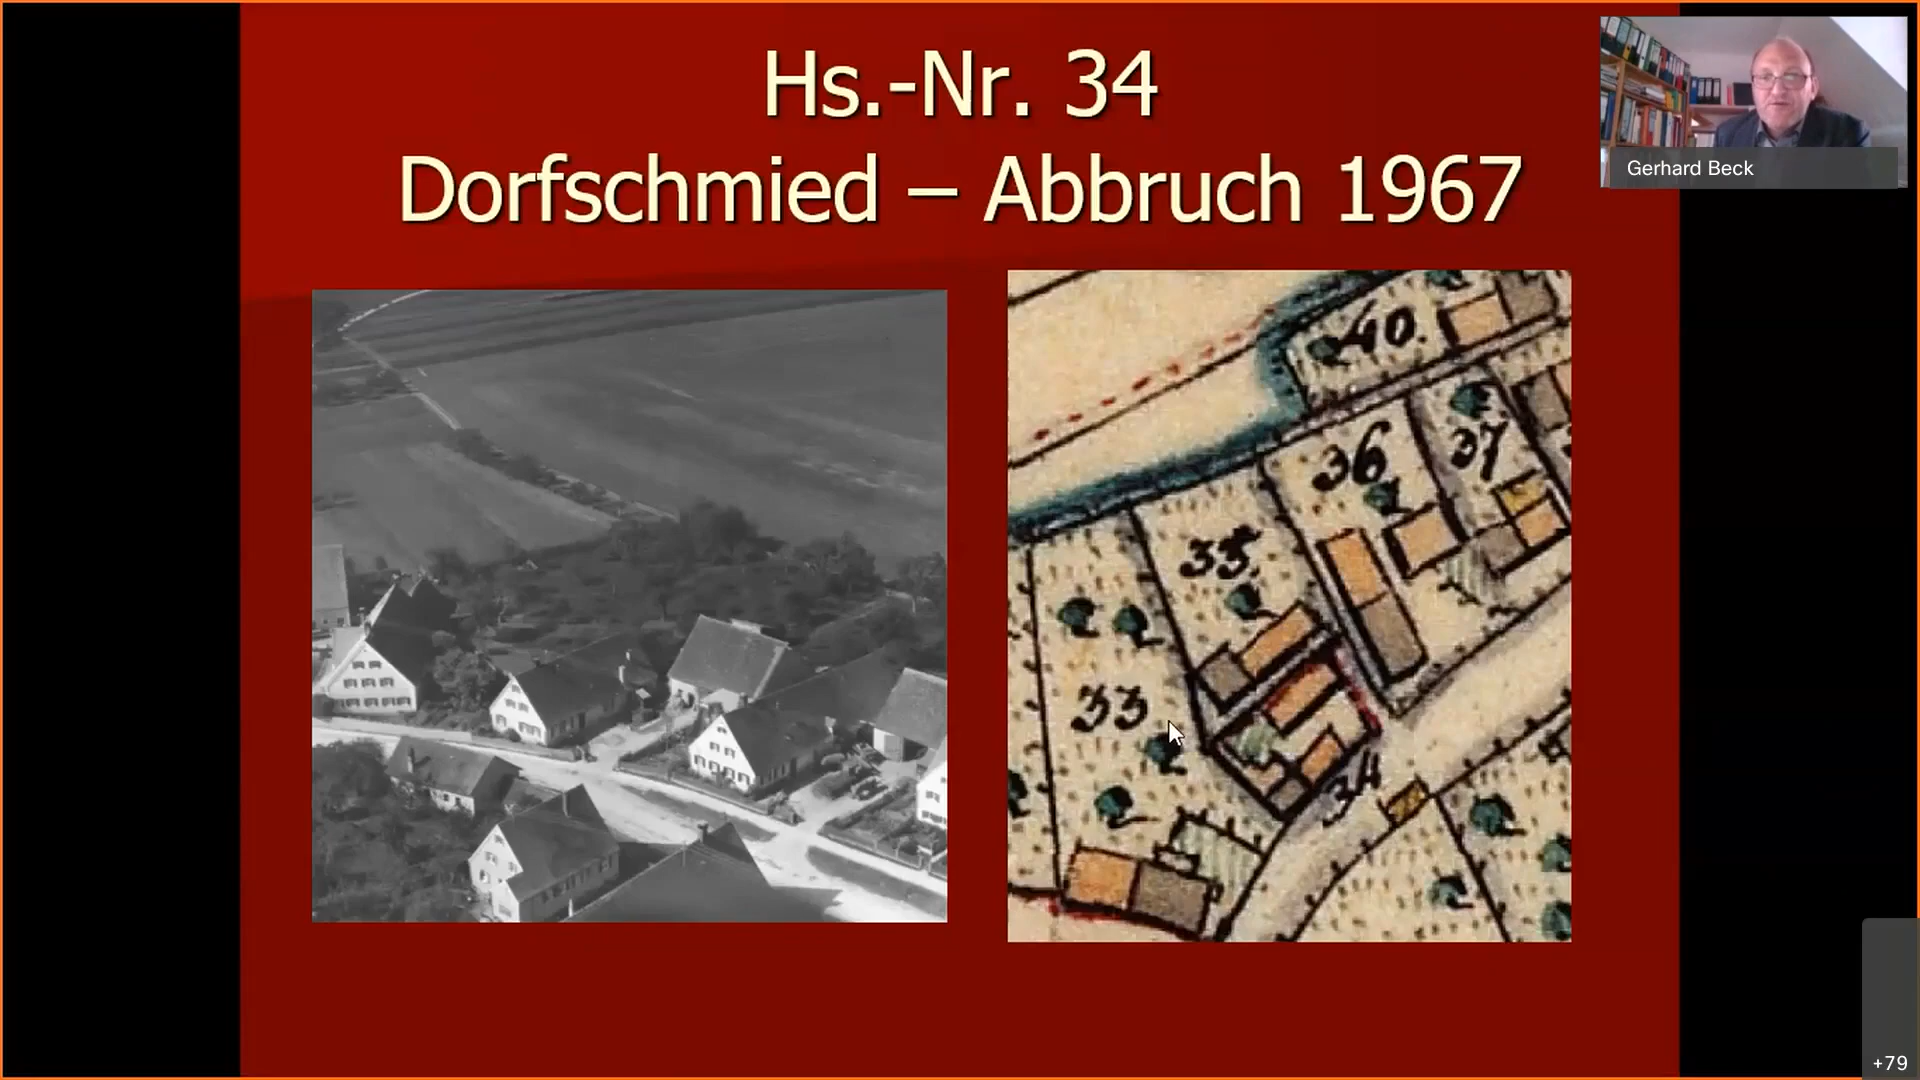 Hs.-Nr. 34
Dorfschmied – Abbruch 1967
Gerhard Beck
40.
36
37
35
33
34
+79